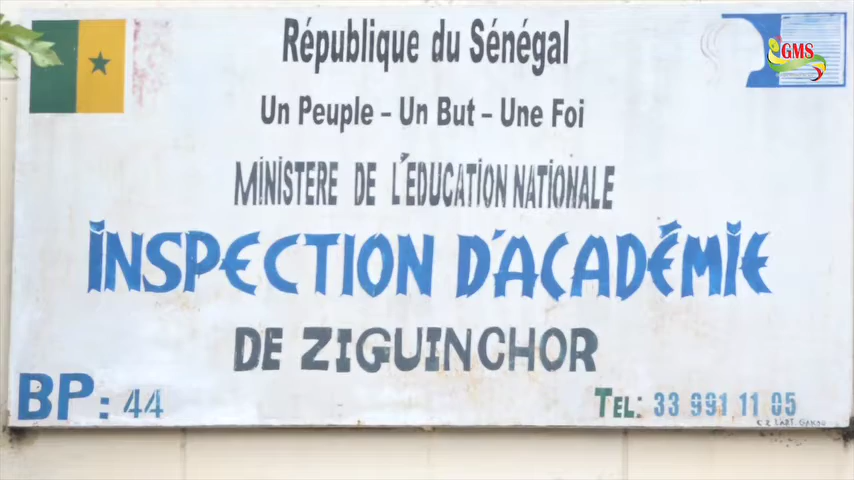 République du Sénégal
GMS
Un Peuple – Un But – Une Foi
MINISTERE DE L'ÉDUCATION NATIONALE
INSPECTION D'ACADÉMIE
DE ZIGUINCHOR
BP: 44
TEL: 33 991 11 05